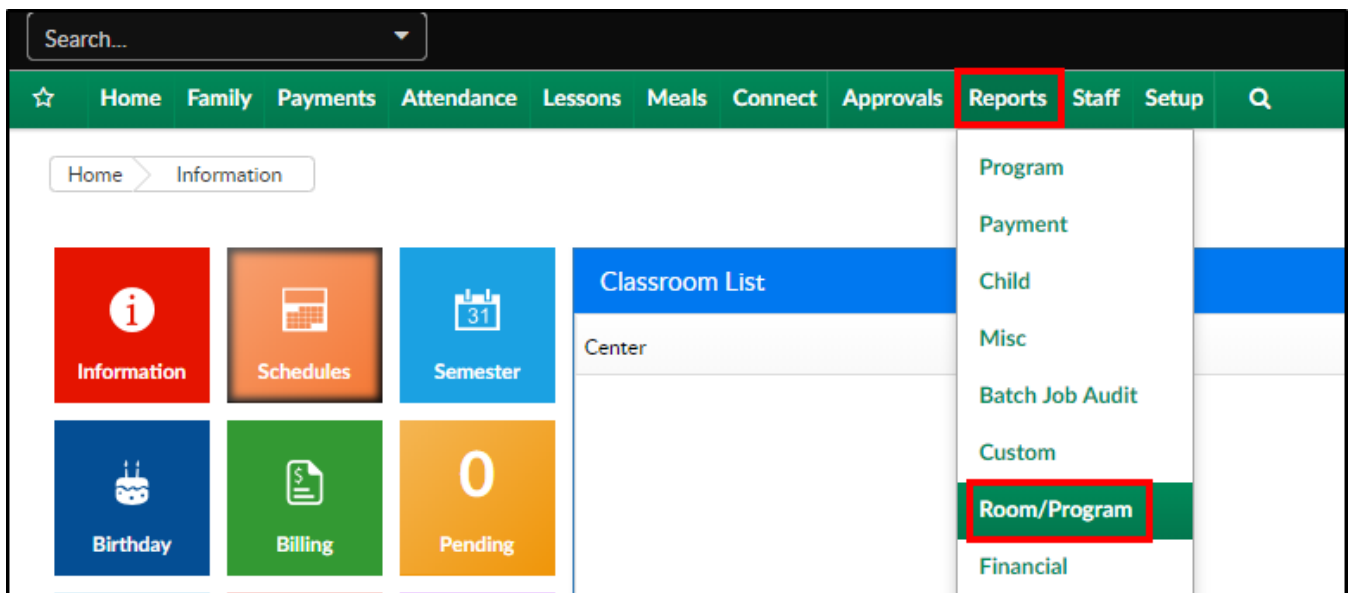 Search...
Home Family Payments Attendance Lessons Meals Connect Approvals Reports Staff Setup
Home Information
Program
Payment
Child
Misc
Batch Job Audit
Custom
Room/Program
Financial
i
Information
Schedules
31
Semester
Classroom List
Center
Birthday
$
Billing
0
Pending